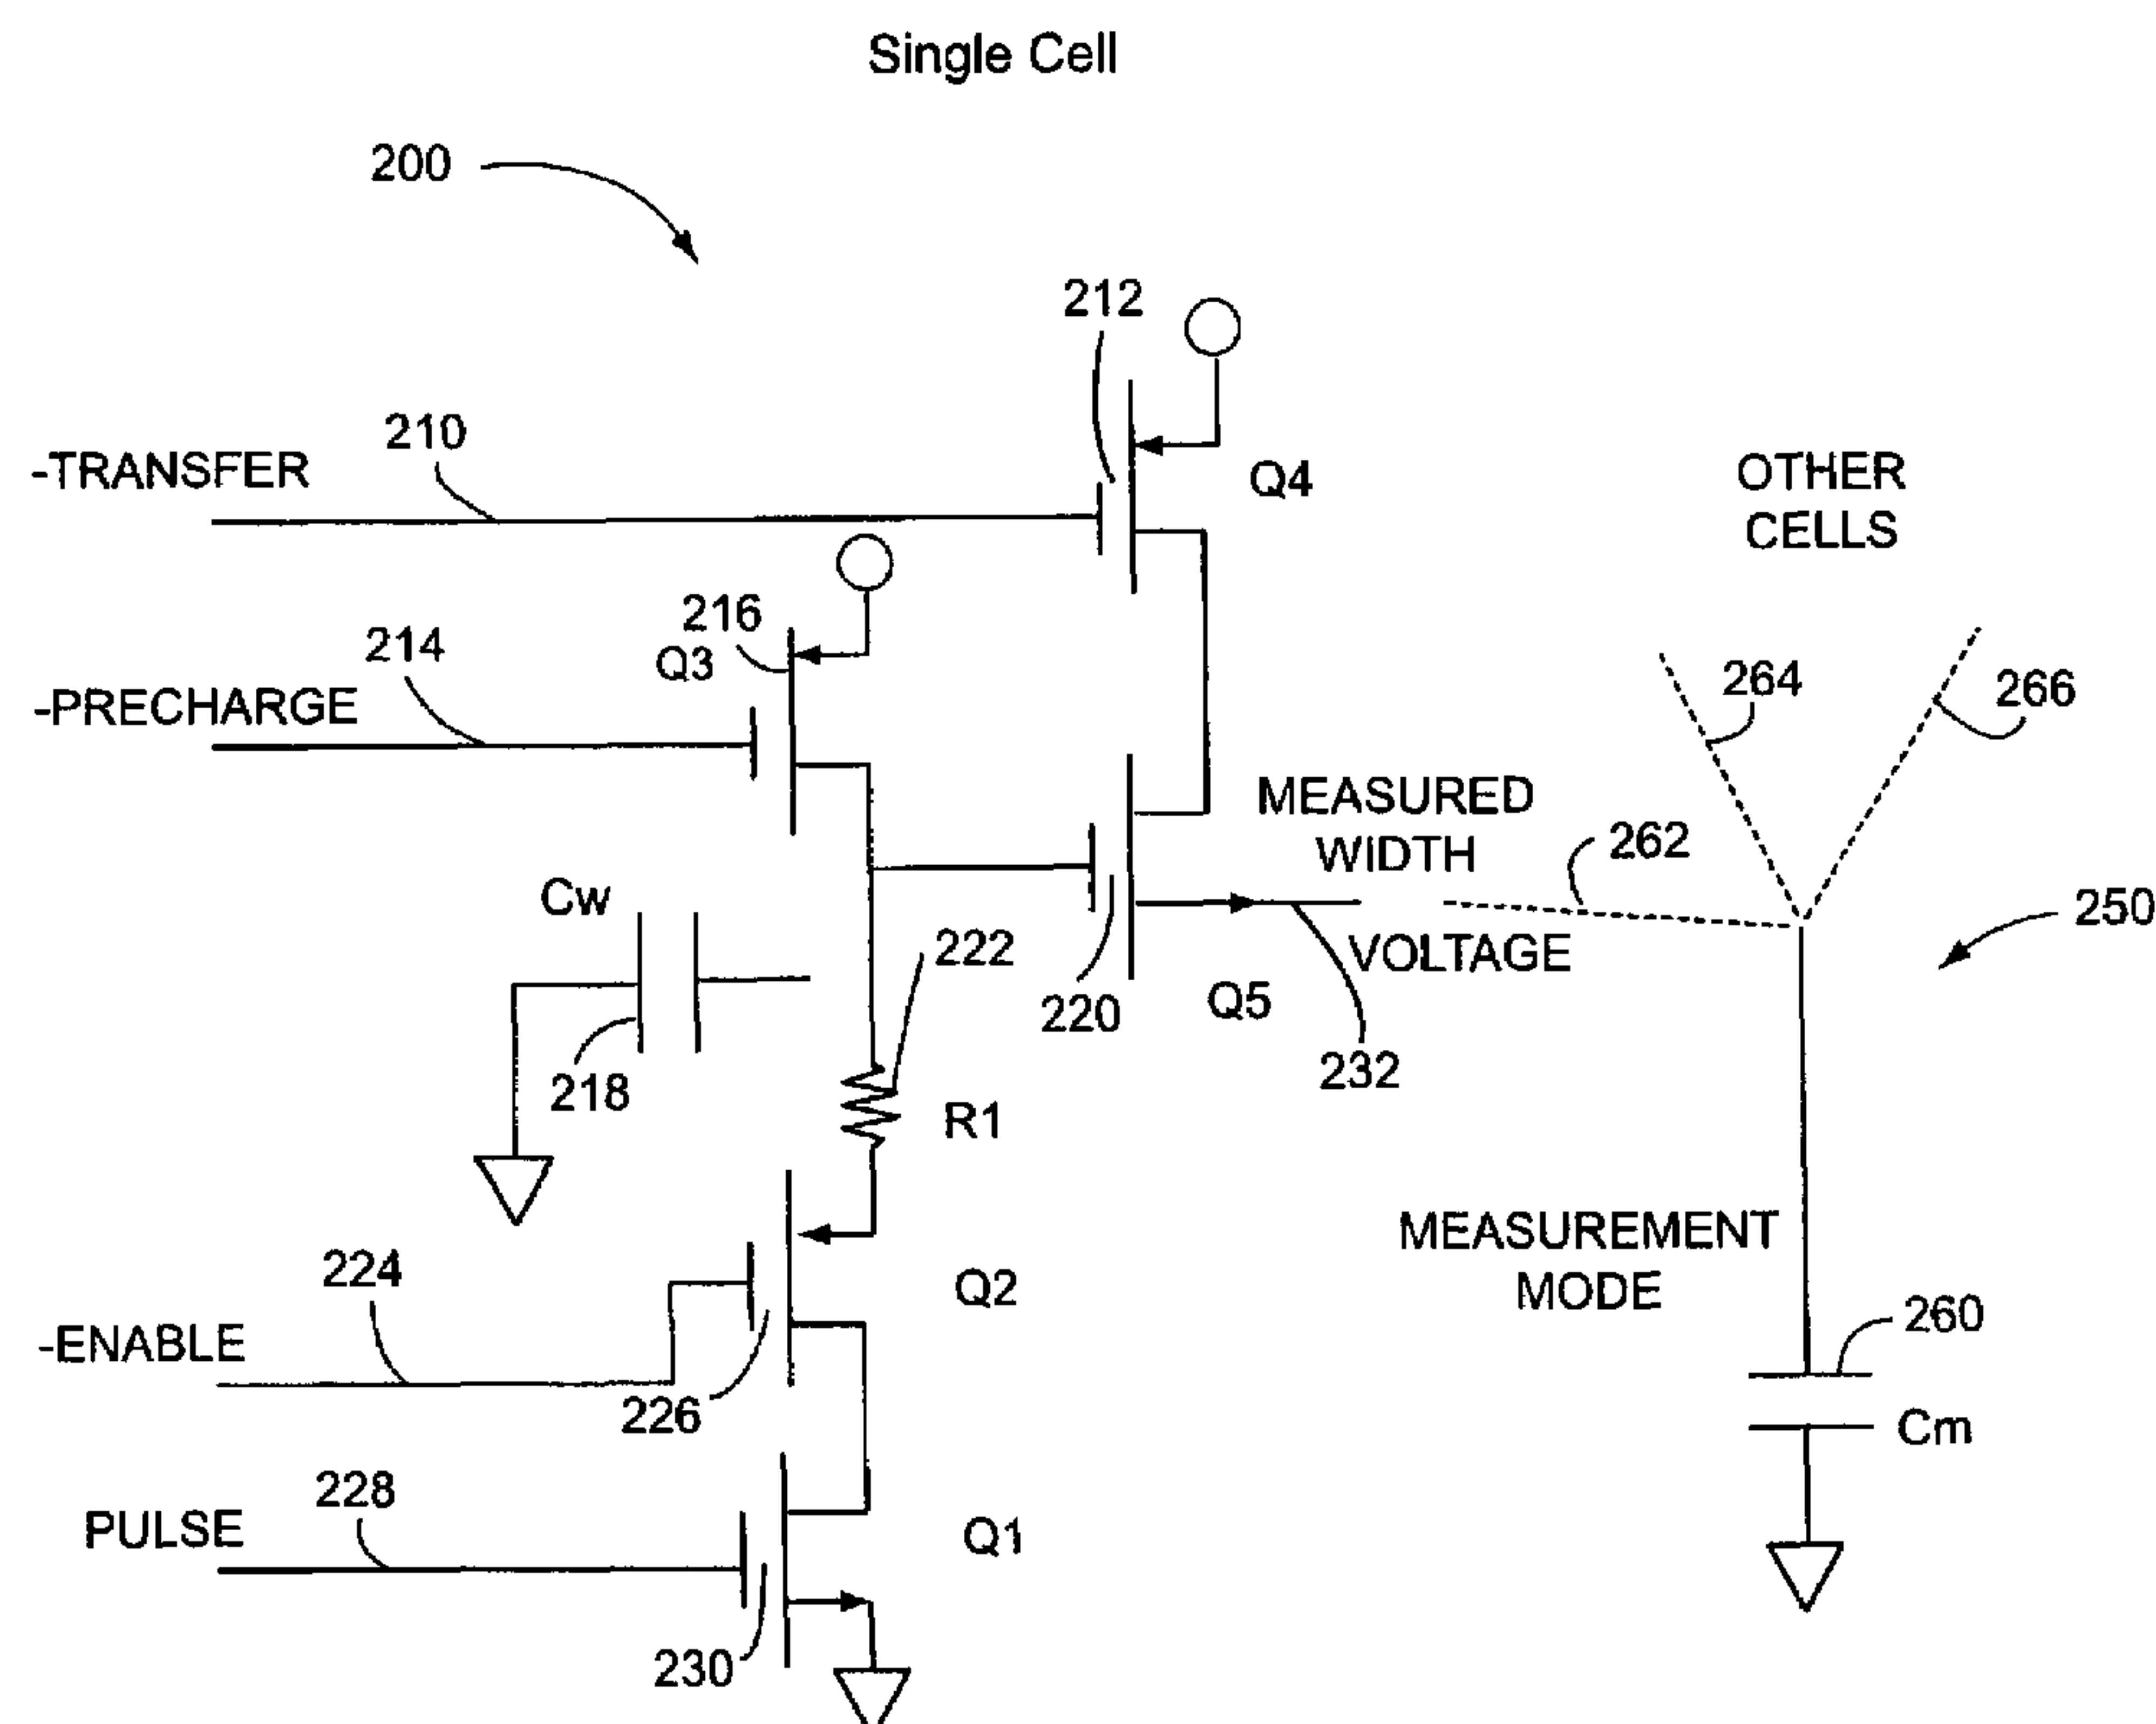 Single Cell
200
212
210
-TRANSFER
Q4
OTHER
CELLS
216
Q3
214
-PRECHARGE
264
266
MEASURED
WIDTH
VOLTAGE
262
250
Cw
222
218
220
Q5
232
R1
MEASUREMENT
MODE
224
-ENABLE
Q2
226
260
Cm
228
PULSE
Q1
230